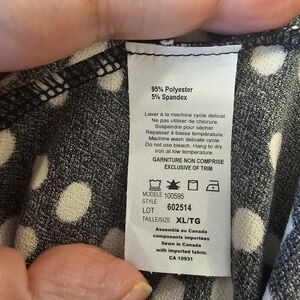 95% Polyester
5% Spandex
Laver à la machine cycle delicat
Ne pas utiliser de chlorure.
Suspendre pour sécher
Repasser à basse température.
Machine wash delicate cycle
Do not use bleach. Hang to dry
Iron at low temperature.
GARNITURE NON COMPRISE
EXCLUSIVE OF TRIM
MODELE 100595
STYLE
LOT 602514
TAILLE/SIZE XL/TG
Assemblé au Canada
composants importées
Sewn in Canada
with imported fabric
CA 10931